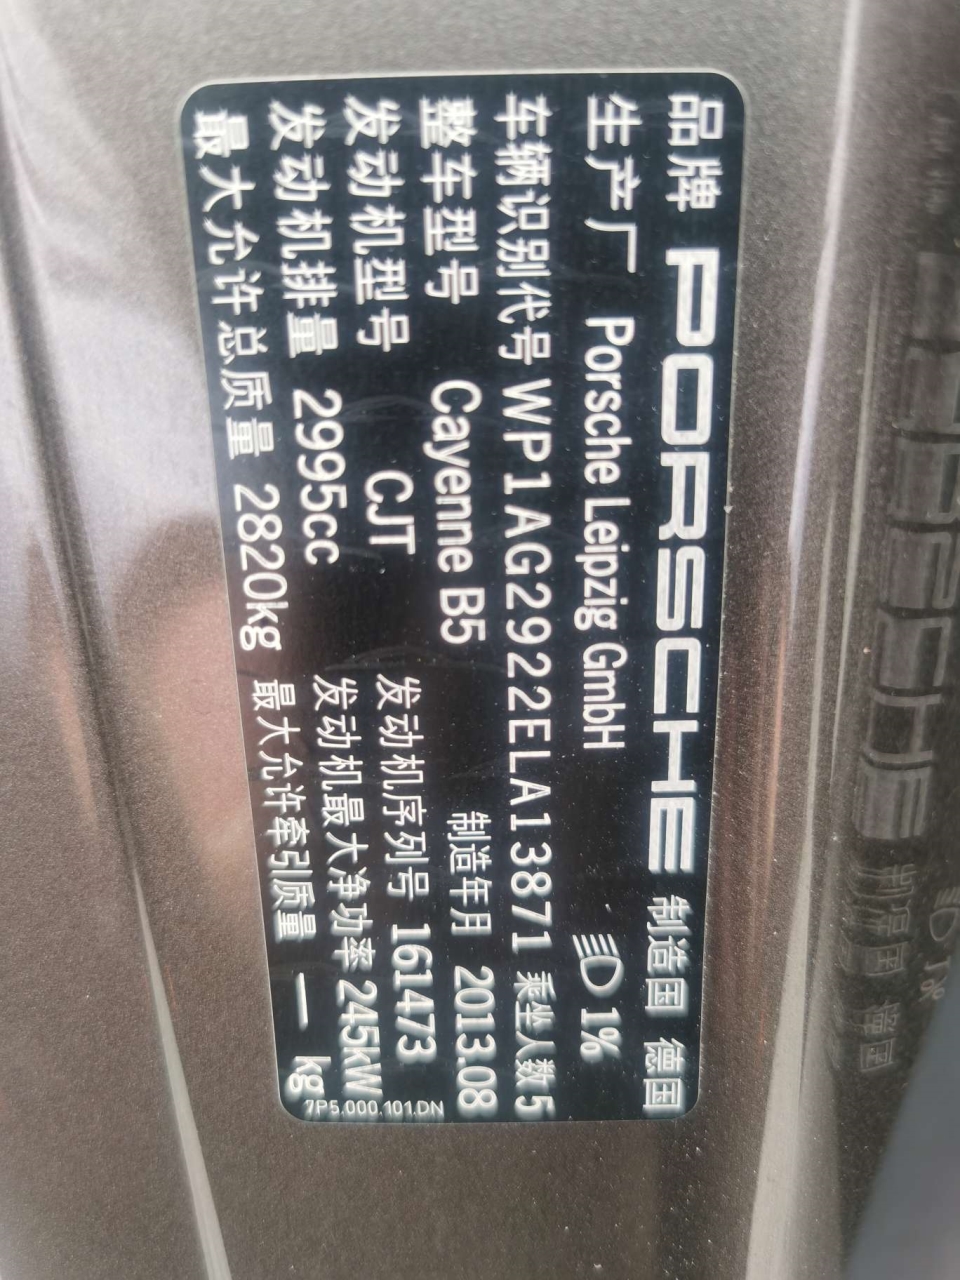 品牌 PORSCHE 制造国 德国
生产厂 Porsche Leipzig GmbH 1%
车辆识别代号 WP1AG2922ELA13871 乘坐人数 5
整车型号 Cayenne B5 制造年月 2013.08
发动机型号 CJT 发动机序列号 161473
发动机排量 2995cc 发动机最大净功率 245kW
最大允许总质量 2820kg 最大允许牵引质量 — kg
7P5.000.101.DN